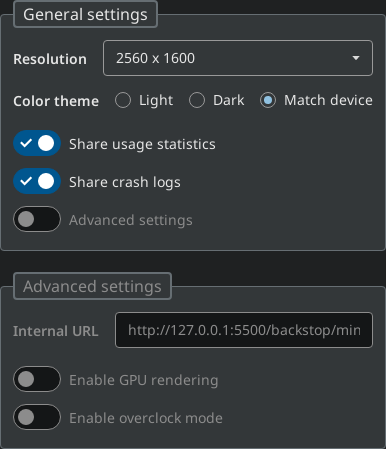 General settings
Resolution 2560 x 1600
Color theme Light Dark Match device
Share usage statistics
Share crash logs
Advanced settings
Advanced settings
Internal URL http://127.0.0.1:5500/backstop/min
Enable GPU rendering
Enable overclock mode